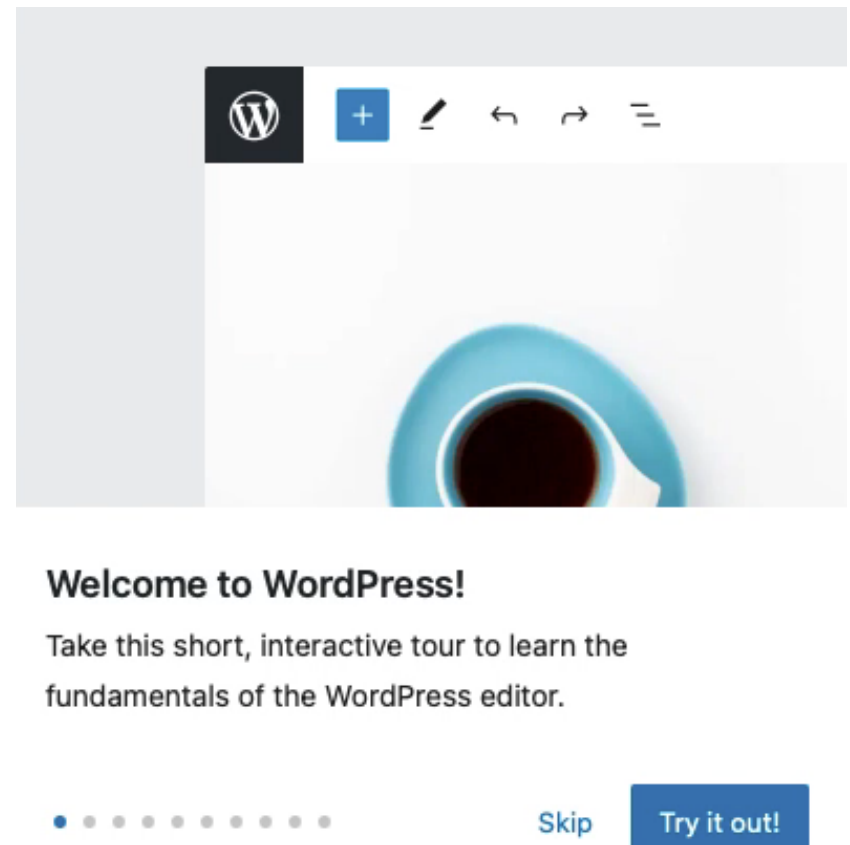 Welcome to WordPress!
Take this short, interactive tour to learn the
fundamentals of the WordPress editor.
Skip
Try it out!